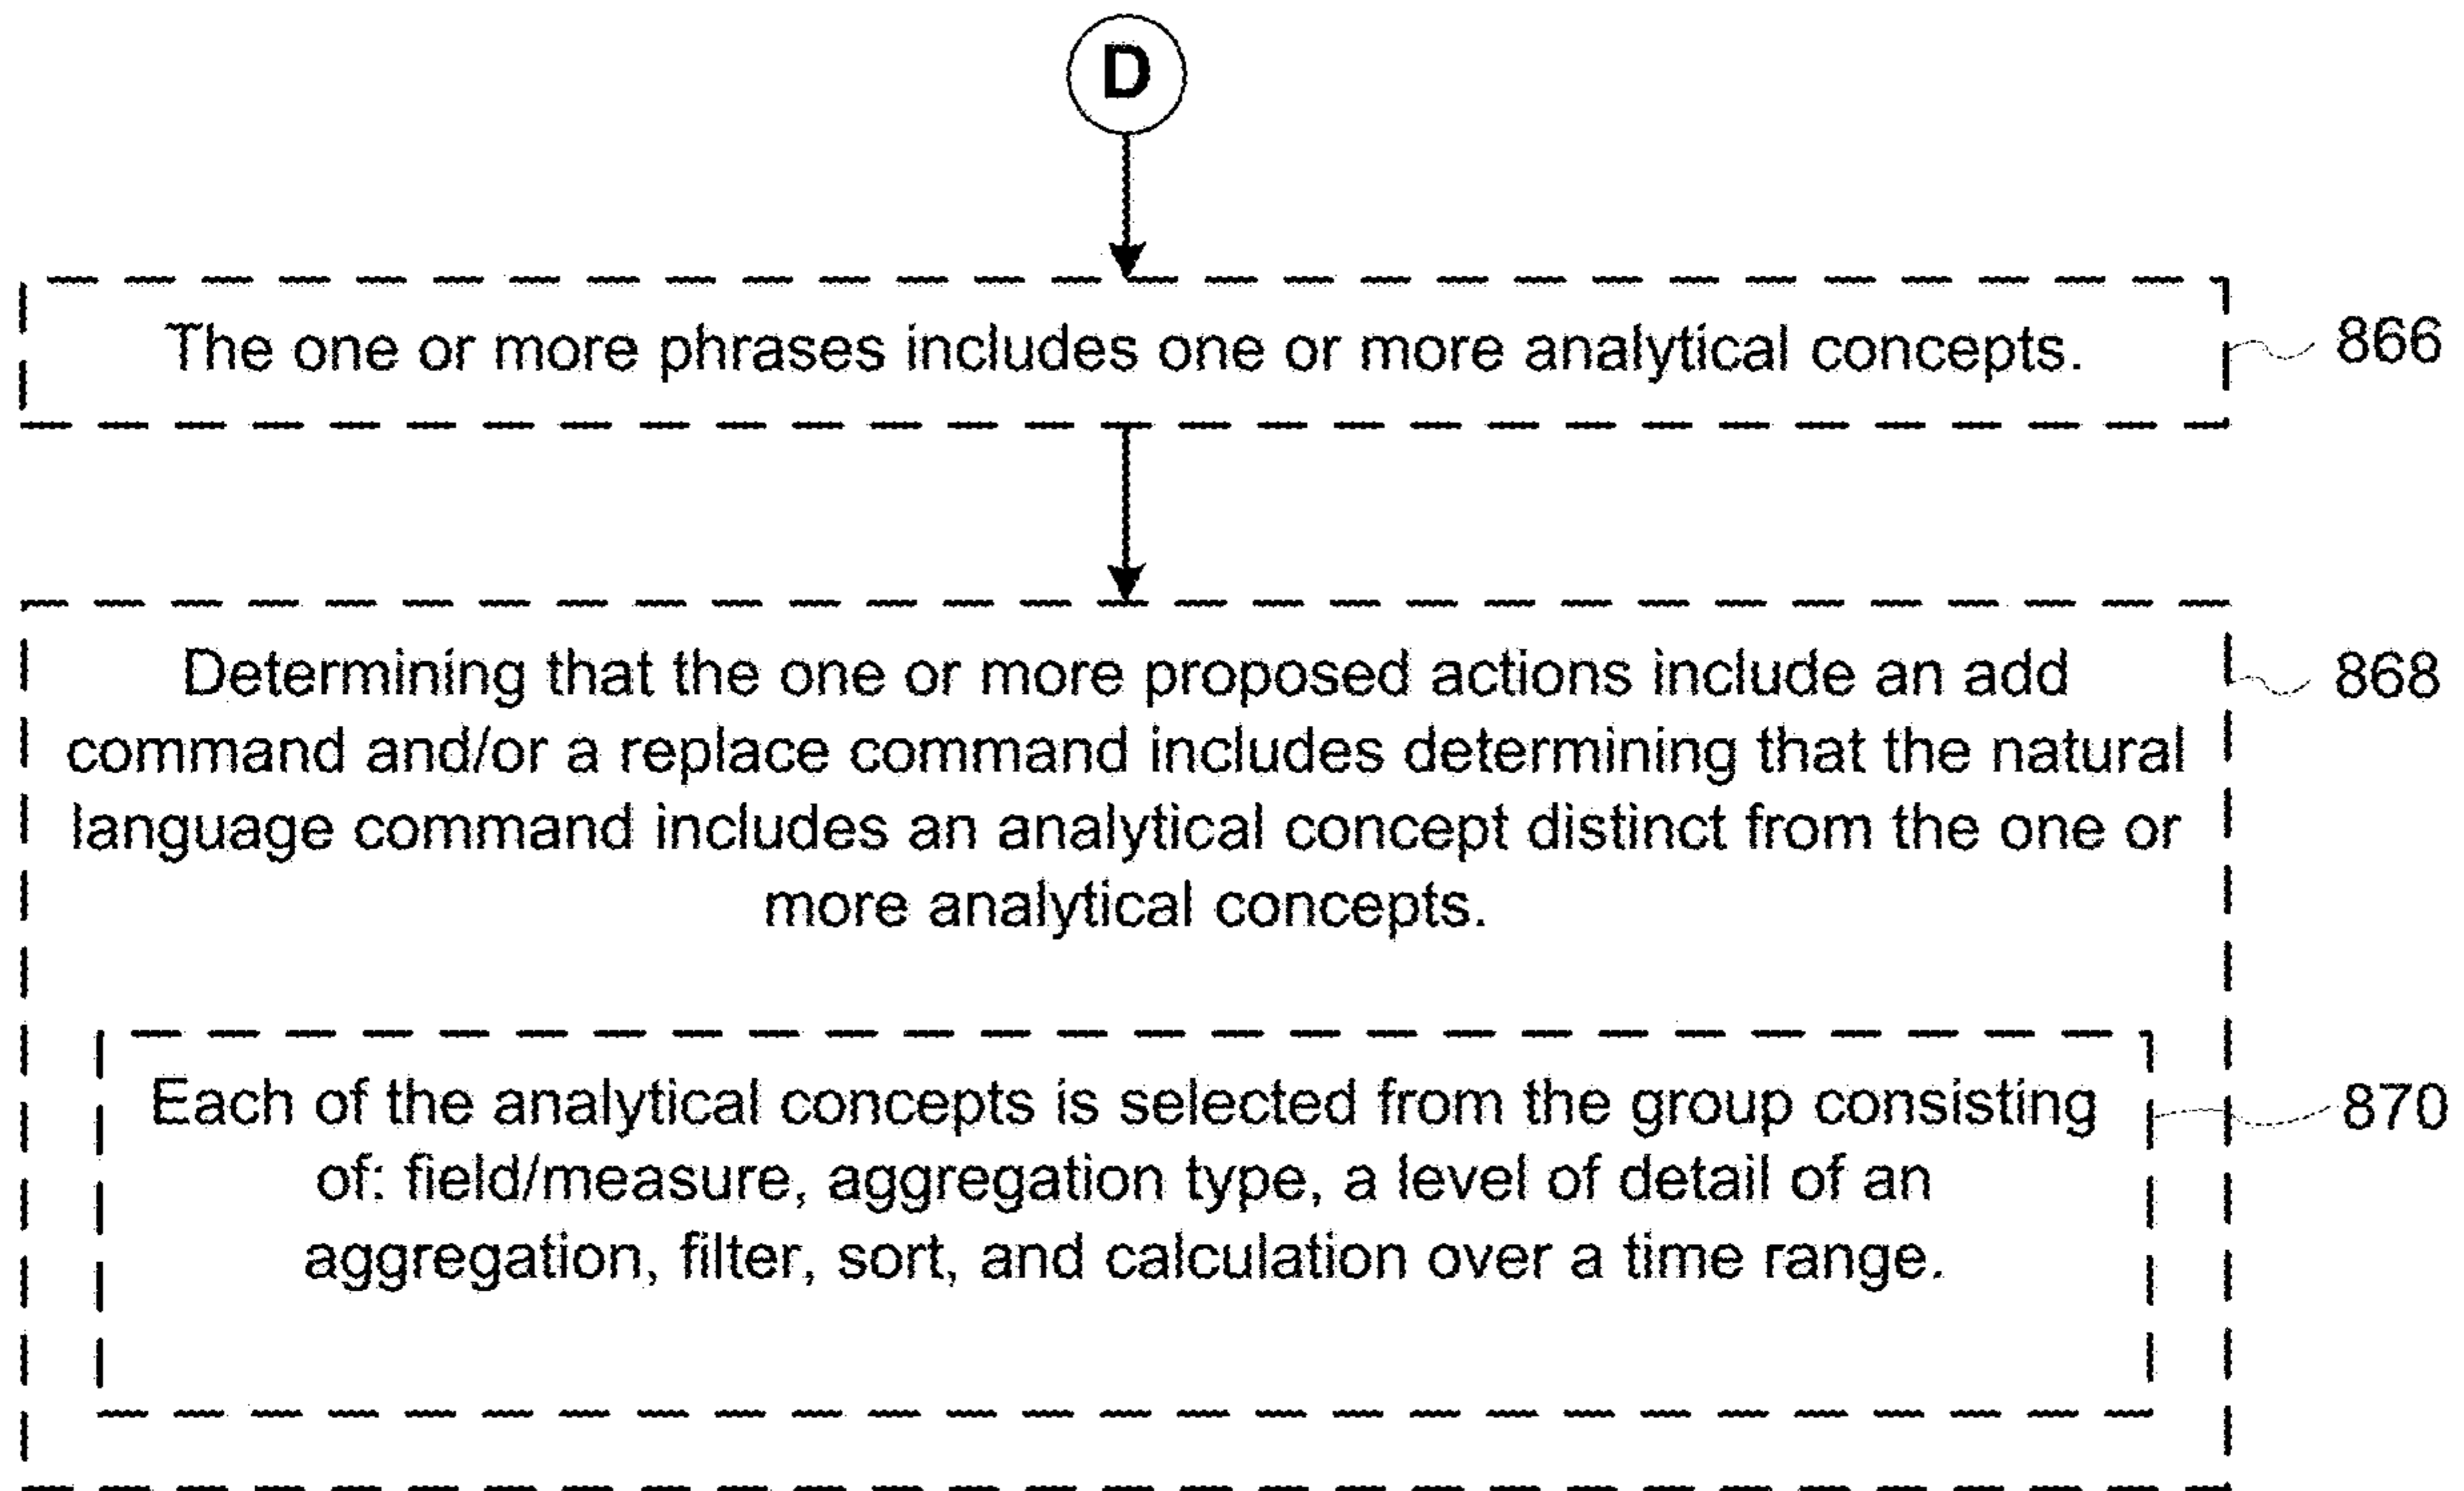 D
The one or more phrases includes one or more analytical concepts.
866
Determining that the one or more proposed actions include an add
868
command and/or a replace command includes determining that the natural
language command includes an analytical concept distinct from the one or
more analytical concepts.
Each of the analytical concepts is selected from the group consisting
870
of: field/measure, aggregation type, a level of detail of an
aggregation, filter, sort, and calculation over a time range.